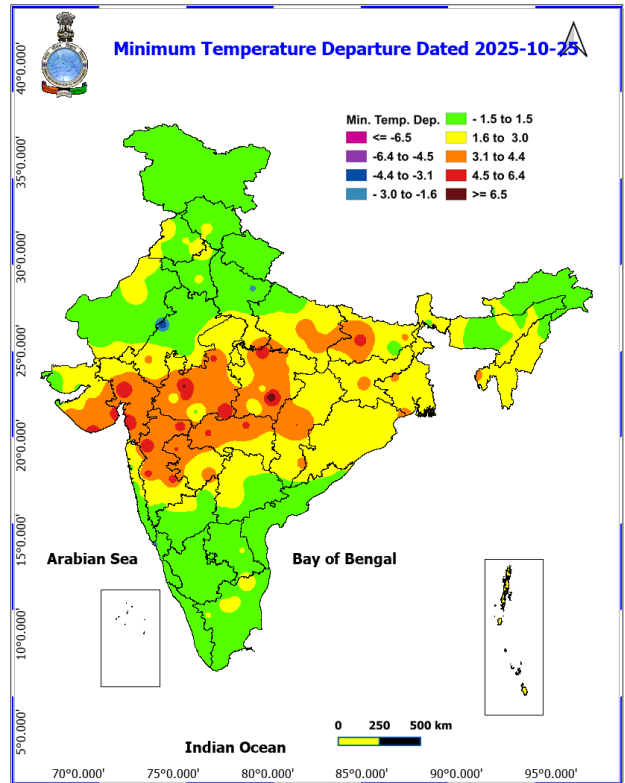 Minimum Temperature Departure Dated 2025-10-25
Min. Temp. Dep.
<= -6.5
-6.4 to -4.5
-4.4 to -3.1
- 3.0 to -1.6
- 1.5 to 1.5
1.6 to 3.0
3.1 to 4.4
4.5 to 6.4
>= 6.5
40°0.000'
35°0.000'
30°0.000'
25°0.000'
20°0.000'
15°0.000'
10°0.000'
5°0.000'
Arabian Sea
Bay of Bengal
0 250 500 km
Indian Ocean
70°0.000' 75°0.000' 80°0.000' 85°0.000' 90°0.000' 95°0.000'